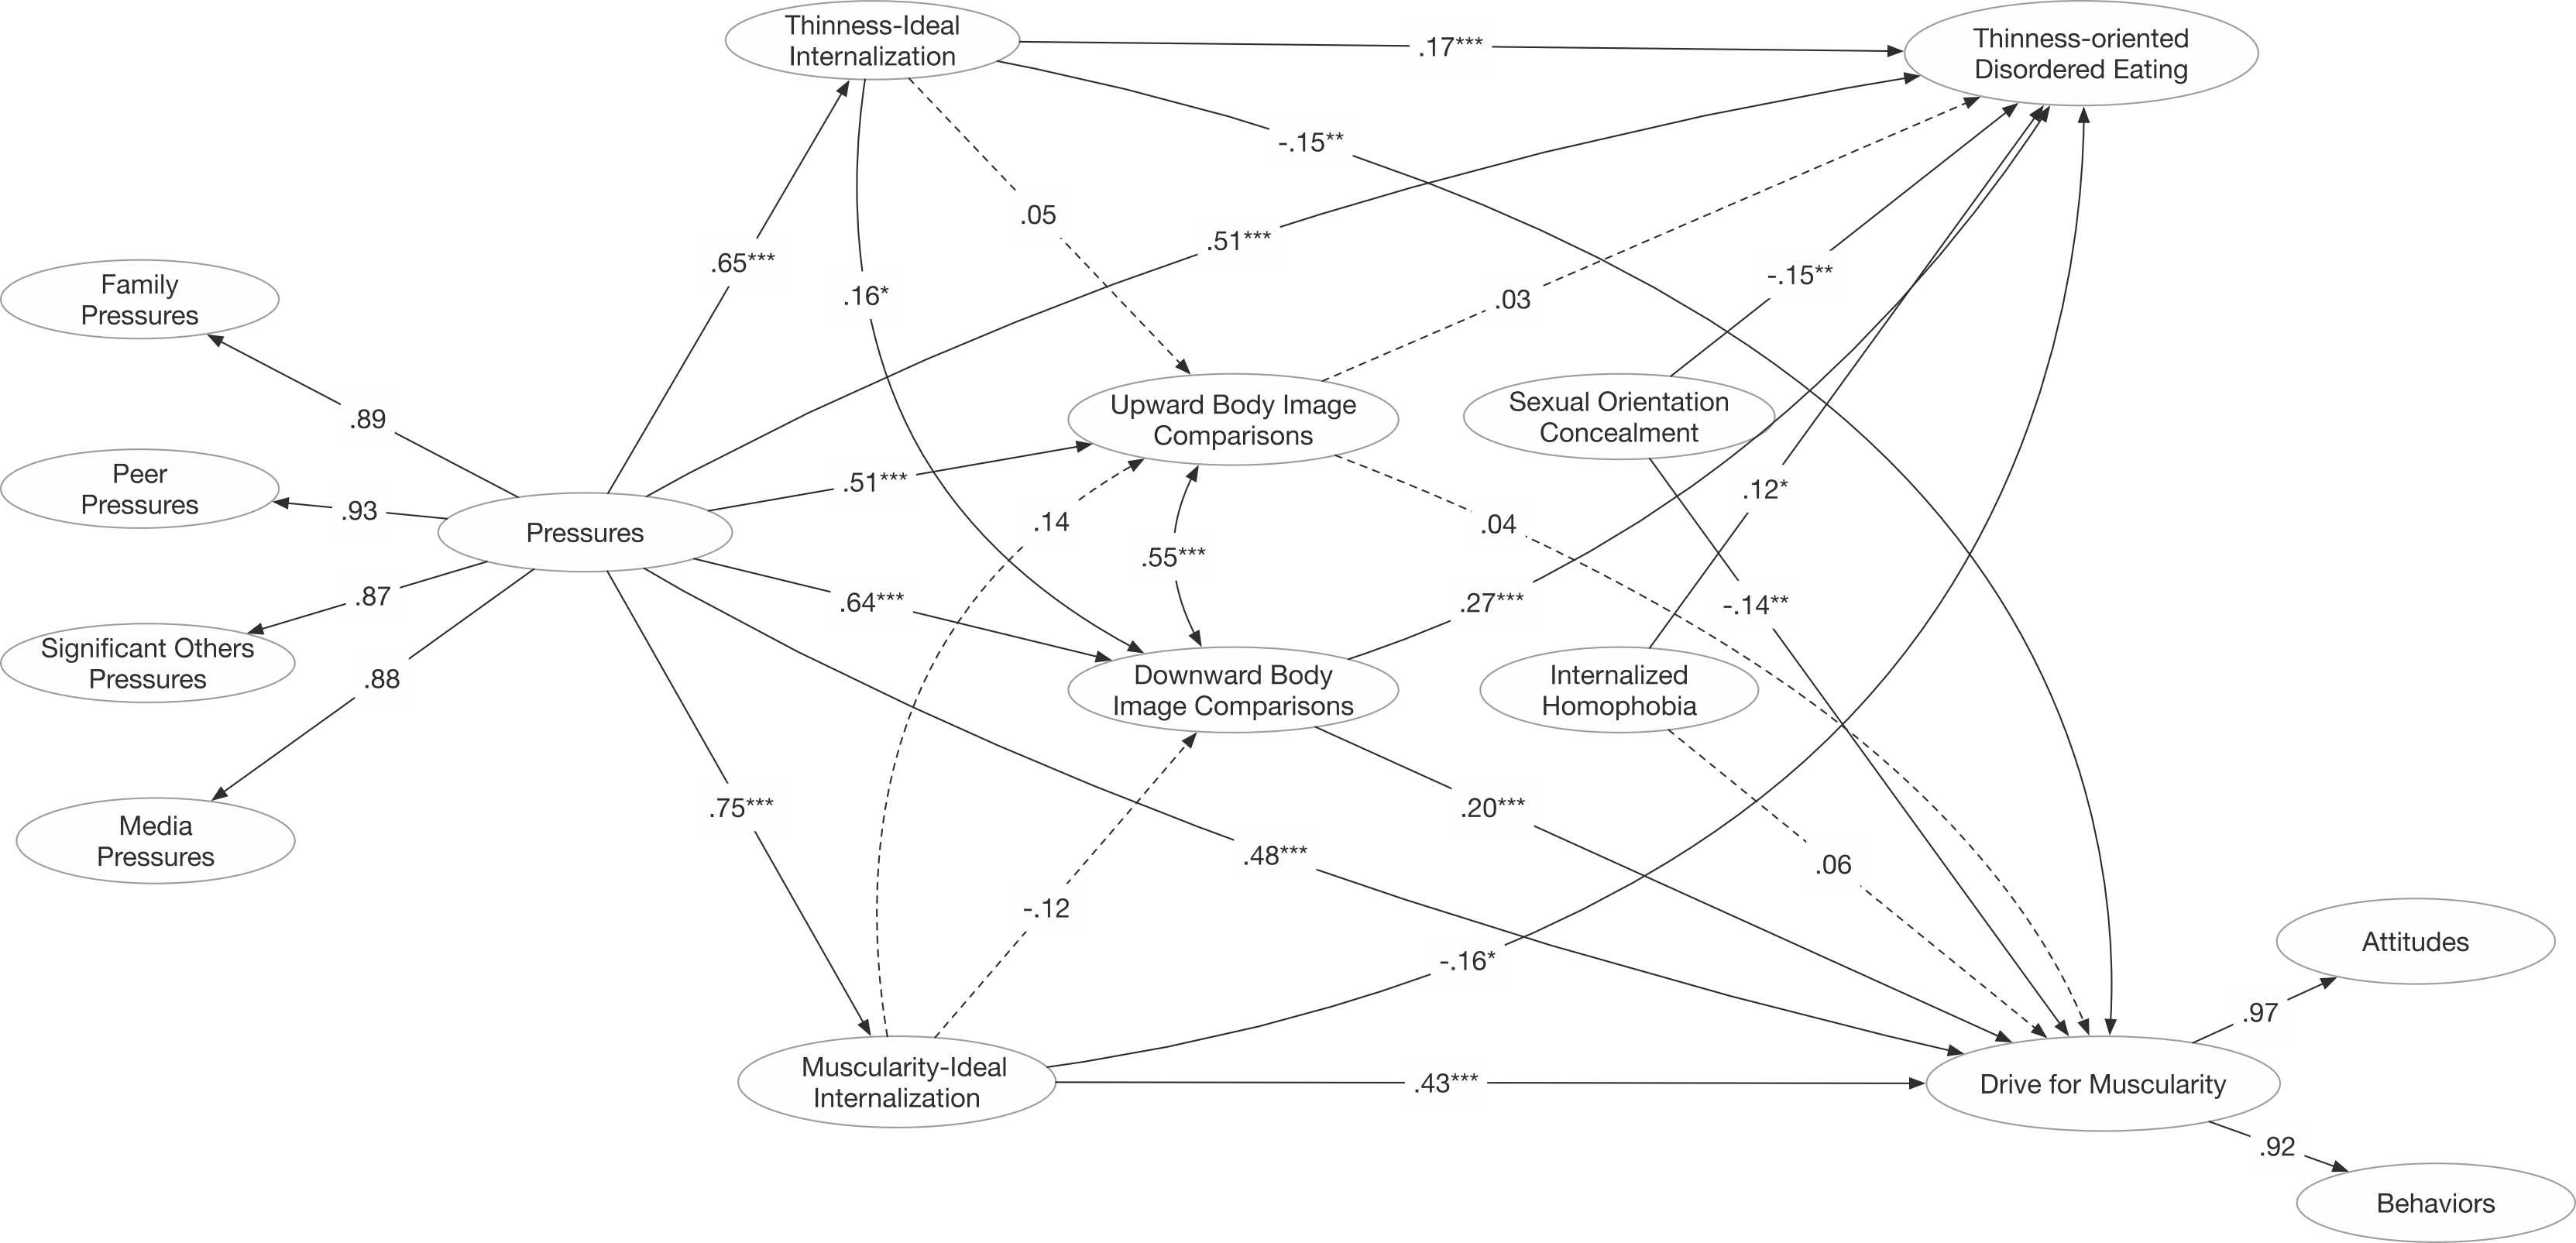 Thinness-Ideal
Internalization
.17***
Thinness-oriented
Disordered Eating
-.15**
.05
.51***
.65***
.16*
.03
-.15**
Family
Pressures
.89
Upward Body Image
Comparisons
Sexual Orientation
Concealment
Peer
Pressures
.93
Pressures
.51***
.14
.55***
.04
.12*
.87
.64***
.27***
-.14**
Significant Others
Pressures
.88
Downward Body
Image Comparisons
Internalized
Homophobia
Media
Pressures
.75***
.20***
.48***
.06
-.12
-.16*
Attitudes
.97
Muscularity-Ideal
Internalization
.43***
Drive for Muscularity
.92
Behaviors